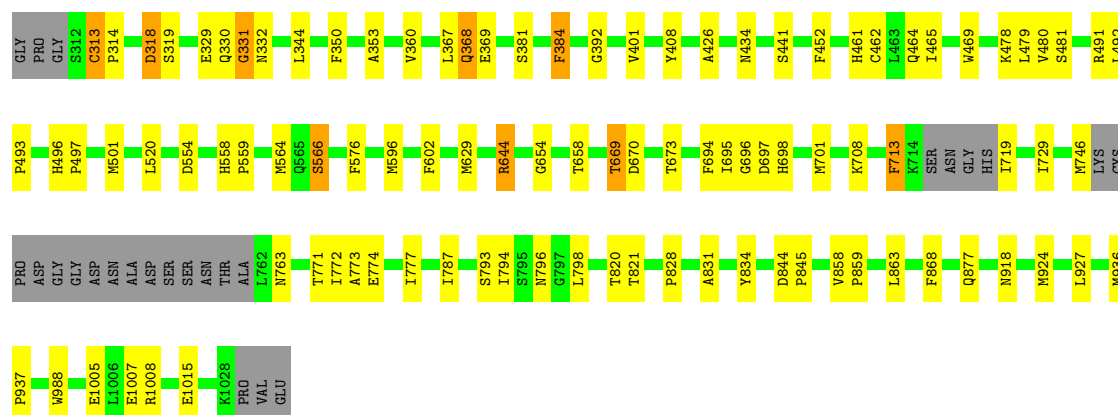 GLY PRO GLY S312 C313 P314 D318 S319 E329 Q330 G331 N332 L344 F350 A353 V360 L367 Q368 E369 S381 F384 G392 V401 Y408 A426 N434 S441 F452 H461 C462 L463 Q464 I465 W469 K478 L479 V480 S481 R491
P493 H496 P497 M501 L520 D554 H558 P559 M564 Q565 S566 F576 M596 F602 M629 R644 G654 T658 T669 D670 T673 F694 I695 G696 D697 H698 M701 K708 F713 K714 SER ASN GLY HIS I719 I729 M746 LYS
PRO ASP GLY GLY ASP ASN ALA ASP SER SER ASN THR ALA L762 N763 T771 I772 A773 E774 I777 I787 S793 I794 S795 N796 G797 L798 T820 T821 P828 A831 Y834 D844 P845 V858 P859 L863 F868 Q877 N918 M924 L927
P937 W988 E1005 L1006 E1007 R1008 E1015 K1028 PRO VAL GLU